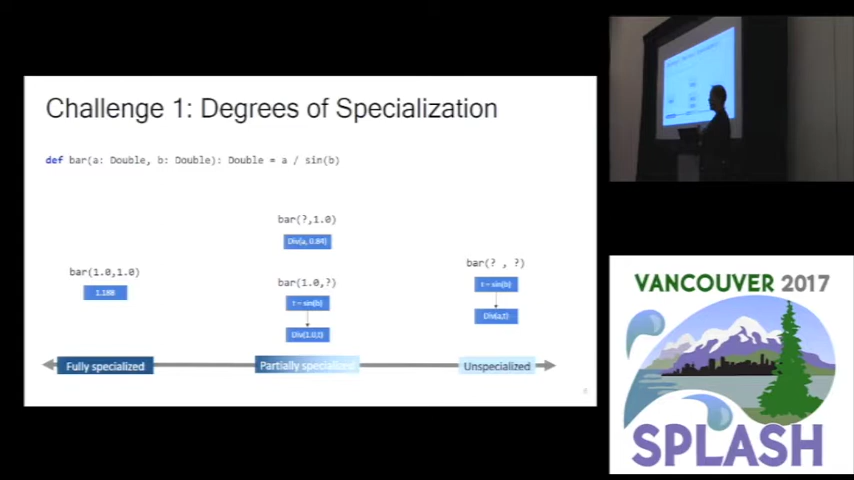 Challenge 1: Degrees of Specialization
def bar(a: Double, b: Double): Double = a / sin(b)
bar(?,1.0)
Div(a, 0.84)
bar(1.0,1.0)
1.188
bar(1.0,?)
t = sin(b)
Div(1.0,t)
bar(? , ?)
t = sin(b)
Div(a,t)
Fully specialized
Partially specialized
Unspecialized
VANCOUVER 2017
SPLASH